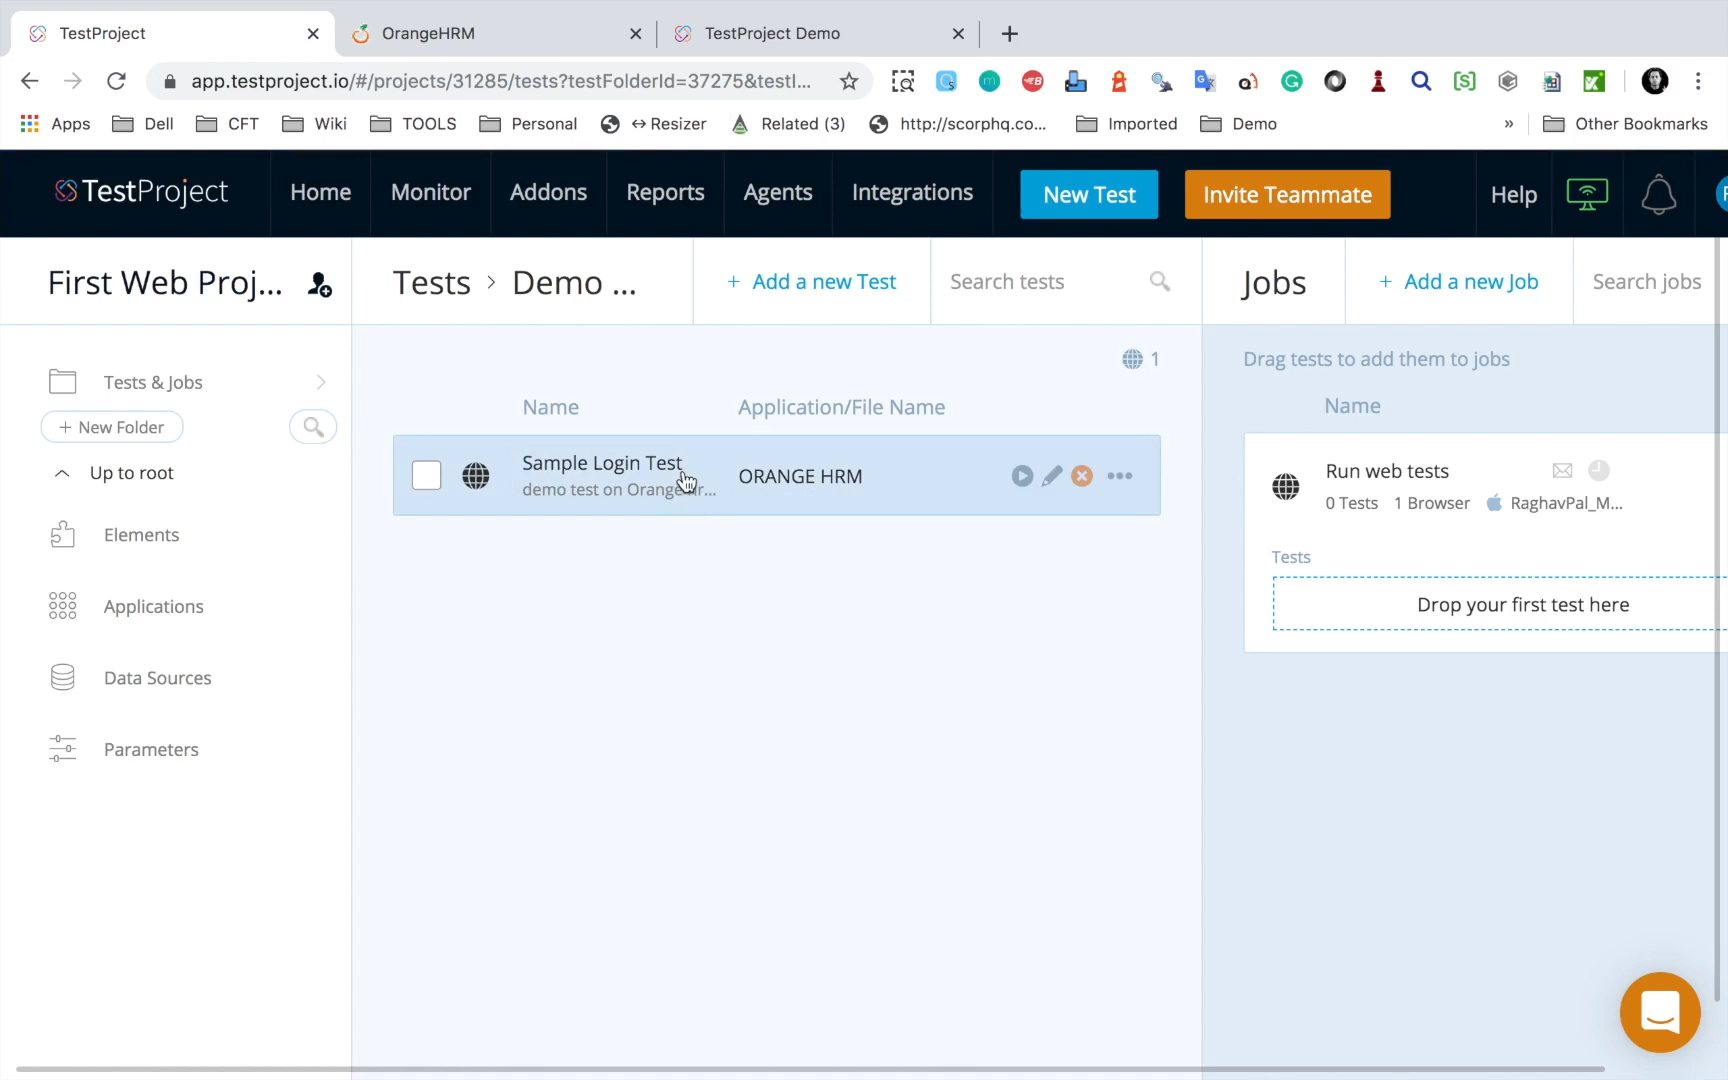 TestProject
OrangeHRM
TestProject Demo
app.testproject.io/#/projects/31285/tests?testFolderId=37275&testI...
Apps
Dell
CFT
Wiki
TOOLS
Personal
↔Resizer
Related (3)
http://scorphq.co...
Imported
Demo
»
Other Bookmarks
TestProject
Home
Monitor
Addons
Reports
Agents
Integrations
New Test
Invite Teammate
Help
First Web Proj...
Tests > Demo ...
+ Add a new Test
Search tests
Jobs
+ Add a new Job
Search jobs
Tests & Jobs
+ New Folder
Up to root
Elements
Applications
Data Sources
Parameters
1
Name
Application/File Name
Sample Login Test
demo test on Orange
ORANGE HRM
Drag tests to add them to jobs
Name
Run web tests
0 Tests 1 Browser RaghavPal_M...
Tests
Drop your first test here